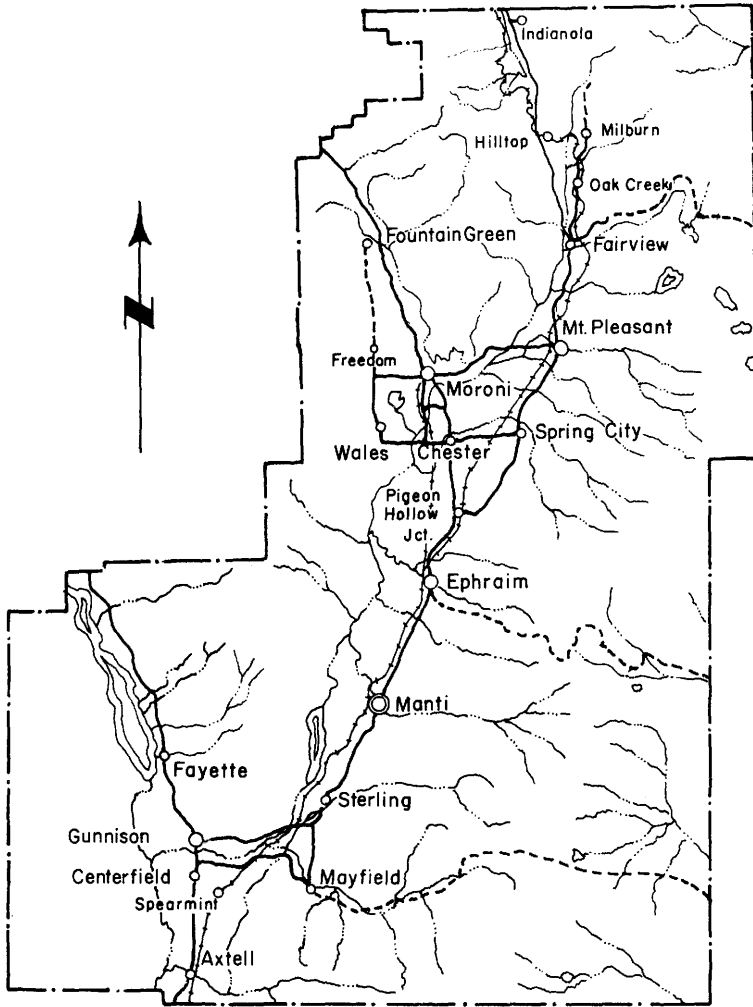 Indianola
Hilltop
Milburn
Oak Creek
Fountain Green
Fairview
N
Mt. Pleasant
Freedom
Moroni
Wales
Chester
Spring City
Pigeon
Hollow
Jct.
Ephraim
Manti
Fayette
Sterling
Gunnison
Centerfield
Mayfield
Spearmint
Axtell